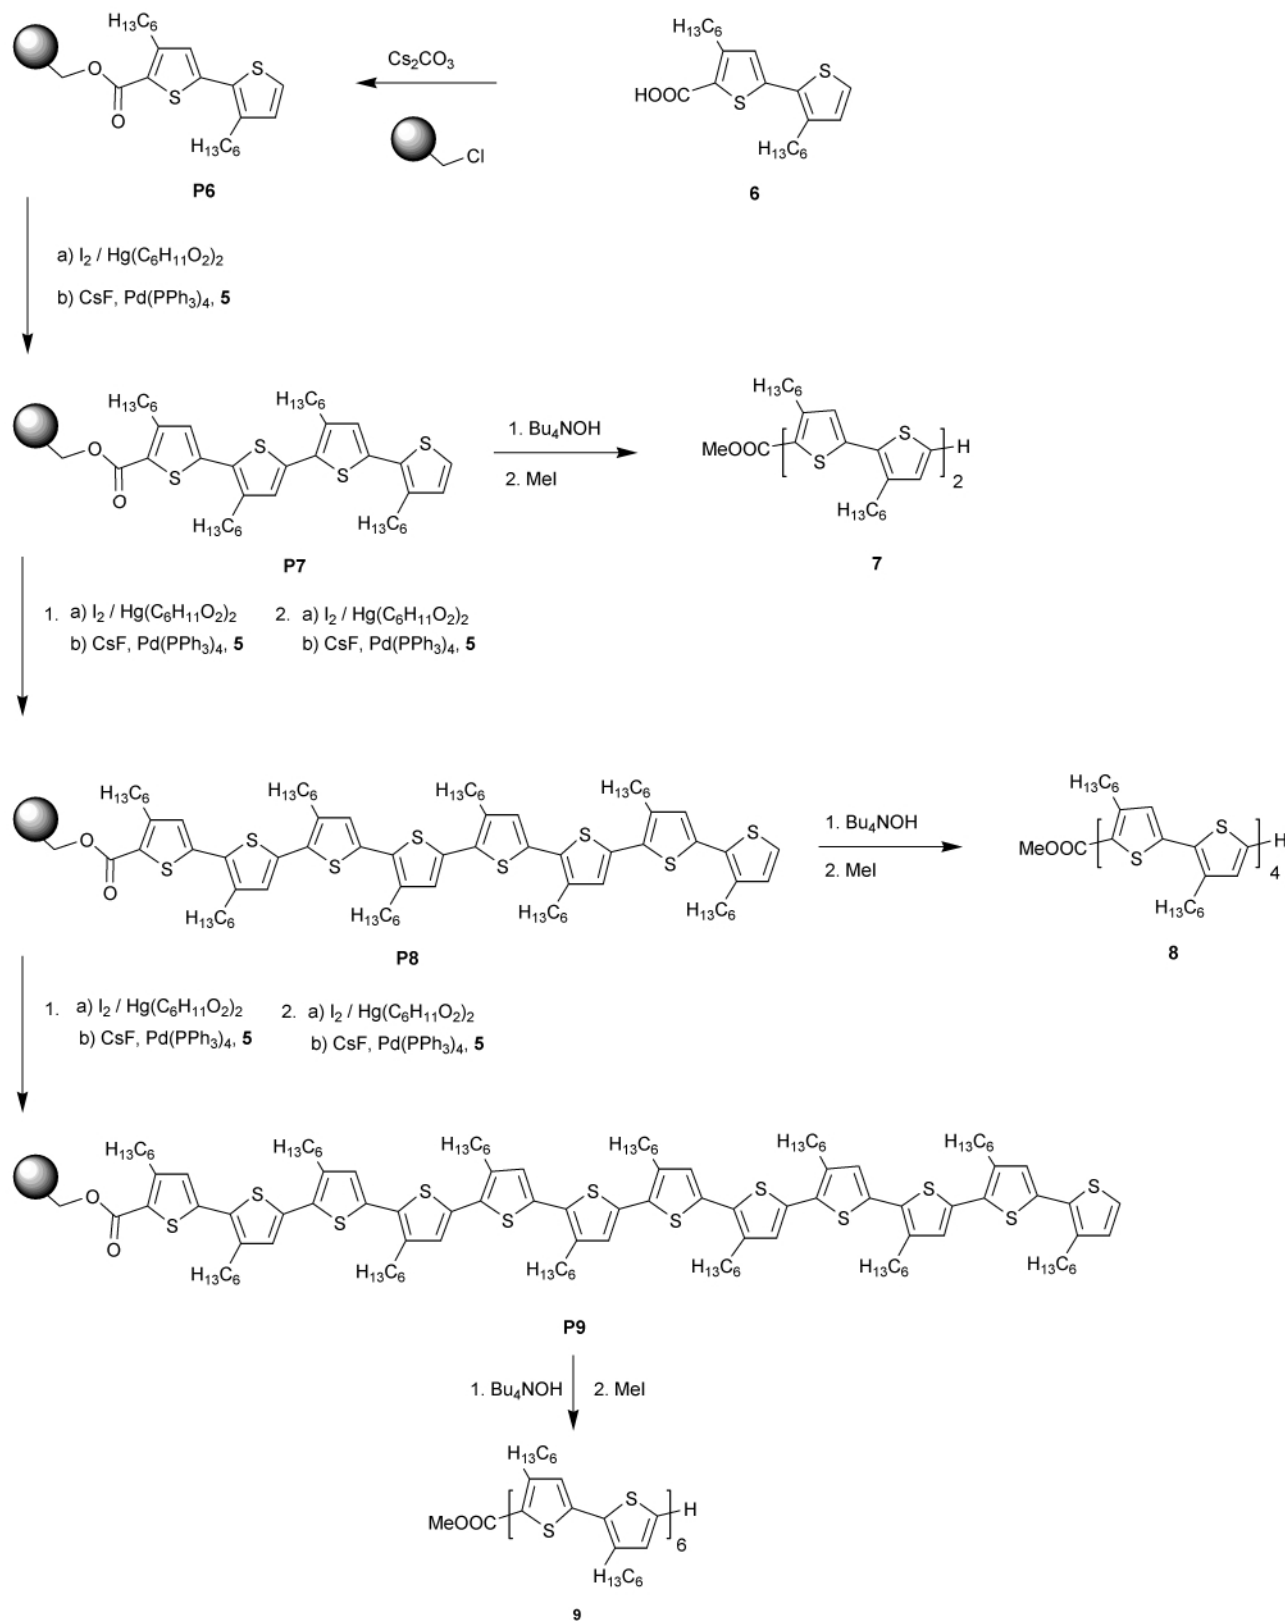 H₁₃C₆
O
O
S
S
H₁₃C₆
P6
Cs₂CO₃
Cl
H₁₃C₆
HOOC
S
S
H₁₃C₆
6
a) I₂ / Hg(C₆H₁₁O₂)₂
b) CsF, Pd(PPh₃)₄, 5
H₁₃C₆ H₁₃C₆
O S S
O S S
H₁₃C₆ H₁₃C₆
P7
1. Bu₄NOH
2. MeI
H₁₃C₆
MeOOC [ S S ]₂ H
H₁₃C₆
7
1. a) I₂ / Hg(C₆H₁₁O₂)₂ 2. a) I₂ / Hg(C₆H₁₁O₂)₂
b) CsF, Pd(PPh₃)₄, 5 b) CsF, Pd(PPh₃)₄, 5
H₁₃C₆ H₁₃C₆ H₁₃C₆ H₁₃C₆
O S S S S
O S S S S
H₁₃C₆ H₁₃C₆ H₁₃C₆ H₁₃C₆
P8
1. Bu₄NOH
2. MeI
H₁₃C₆
MeOOC [ S S ]₄ H
H₁₃C₆
8
1. a) I₂ / Hg(C₆H₁₁O₂)₂ 2. a) I₂ / Hg(C₆H₁₁O₂)₂
b) CsF, Pd(PPh₃)₄, 5 b) CsF, Pd(PPh₃)₄, 5
H₁₃C₆ H₁₃C₆ H₁₃C₆ H₁₃C₆ H₁₃C₆ H₁₃C₆
O S S S S S S
O S S S S S S
H₁₃C₆ H₁₃C₆ H₁₃C₆ H₁₃C₆ H₁₃C₆ H₁₃C₆
P9
1. Bu₄NOH 2. MeI
H₁₃C₆
MeOOC [ S S ]₆ H
H₁₃C₆
9